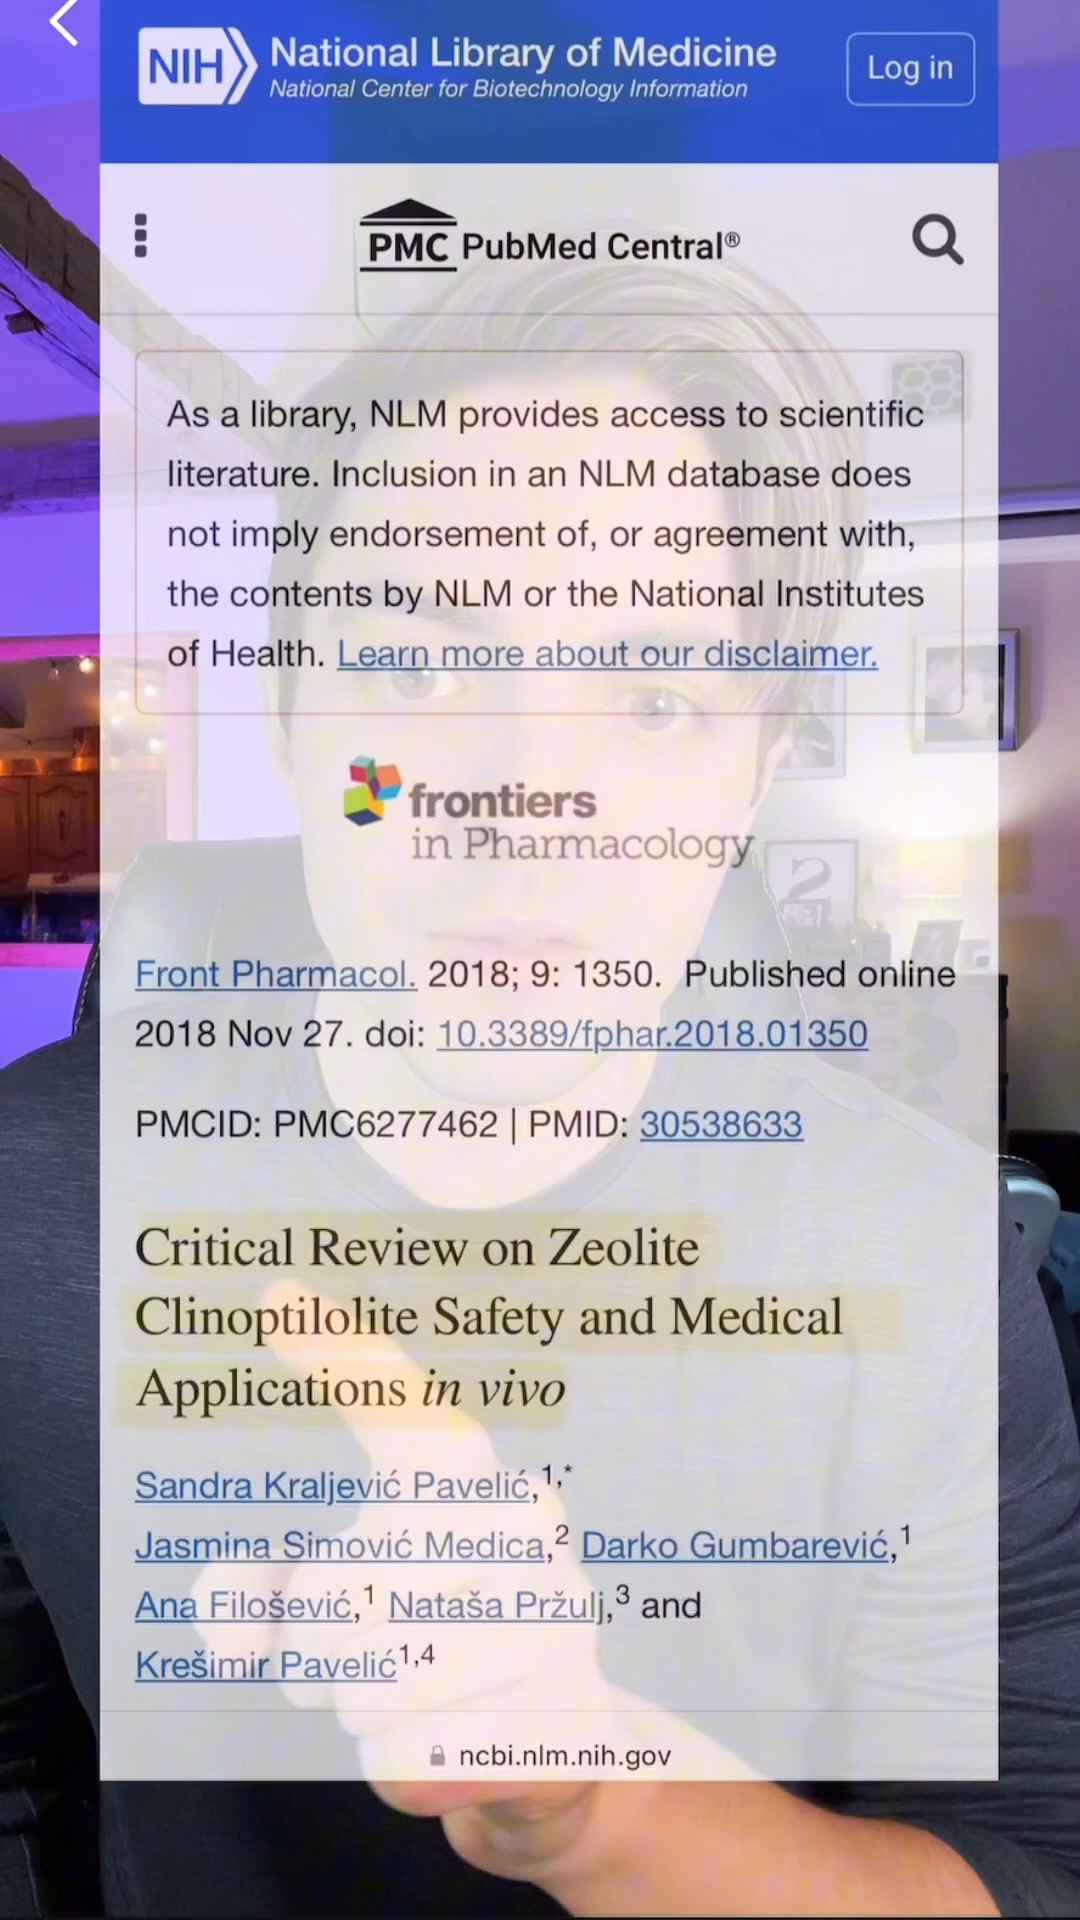 NIH National Library of Medicine
National Center for Biotechnology Information
Log in
PMC PubMed Central®
As a library, NLM provides access to scientific
literature. Inclusion in an NLM database does
not imply endorsement of, or agreement with,
the contents by NLM or the National Institutes
of Health. Learn more about our disclaimer.
frontiers
in Pharmacology
Front Pharmacol. 2018; 9: 1350. Published online
2018 Nov 27. doi: 10.3389/fphar.2018.01350
PMCID: PMC6277462 | PMID: 30538633
Critical Review on Zeolite
Clinoptilolite Safety and Medical
Applications in vivo
Sandra Kraljević Pavelić,1,*
Jasmina Simović Medica,2 Darko Gumbarević,1
Ana Filošević,1 Nataša Pržulj,3 and
Krešimir Pavelić1,4
ncbi.nlm.nih.gov